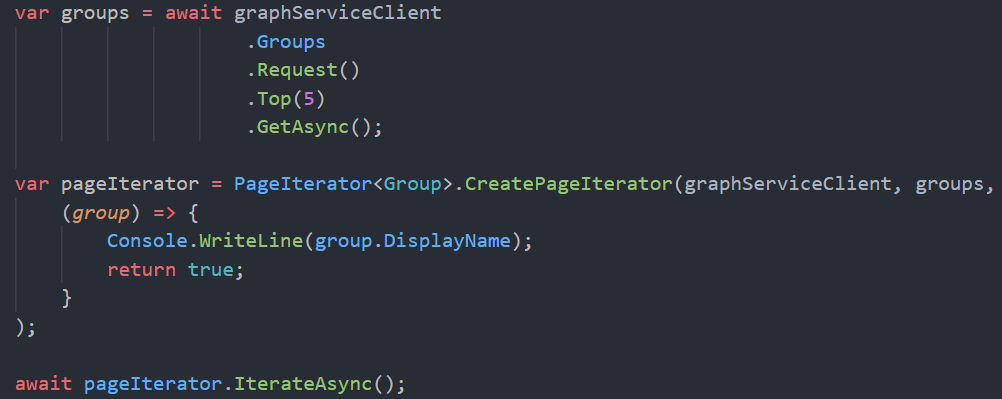 var groups = await graphServiceClient
.Groups
.Request()
.Top(5)
.GetAsync();
var pageIterator = PageIterator<Group>.CreatePageIterator(graphServiceClient, groups,
(group) => {
Console.WriteLine(group.DisplayName);
return true;
}
);
await pageIterator.IterateAsync();